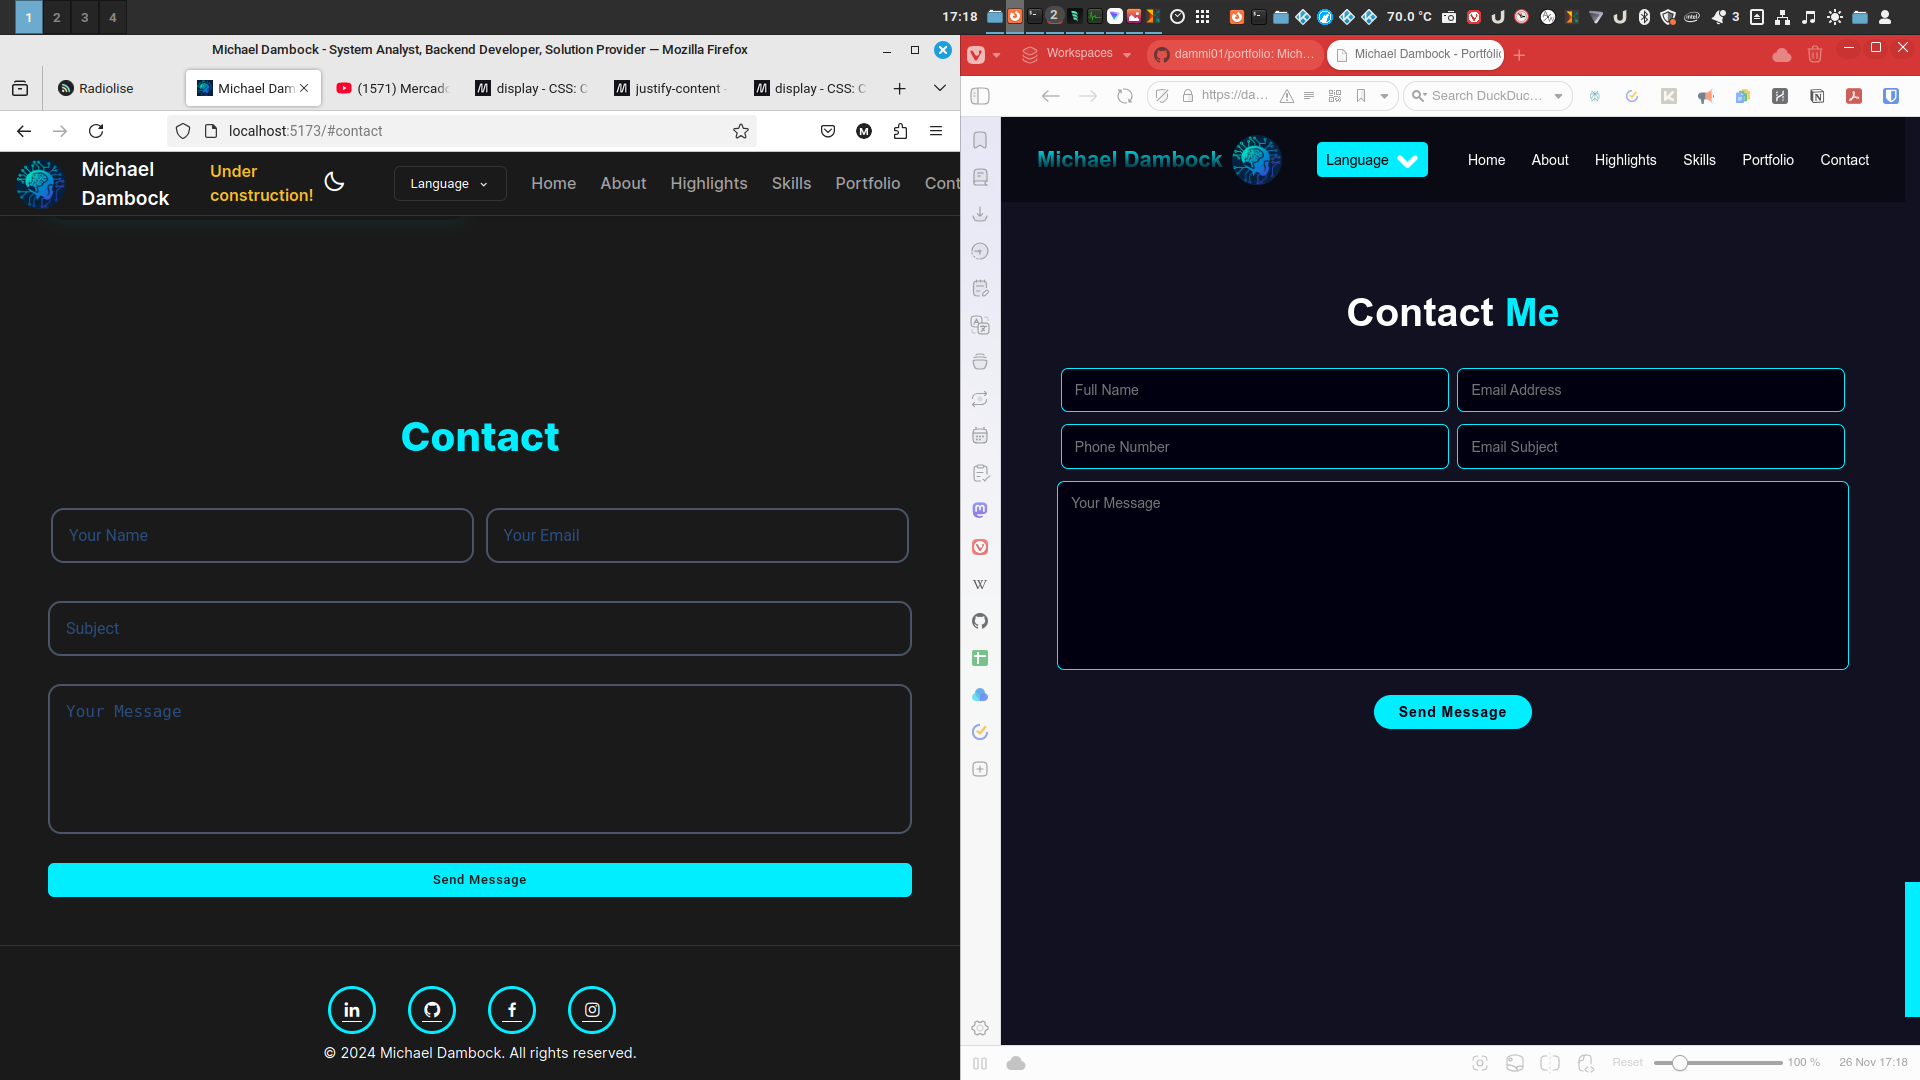 1 2 3 4
17:18
2
70.0 °C
3
Michael Dambock - System Analyst, Backend Developer, Solution Provider — Mozilla Firefox
Radiolise
Michael Dam
(1571) Mercado
display - CSS: C
justify-content -
display - CSS: C
localhost:5173/#contact
M
Michael
Dambock
Under
construction!
Language
Home
About
Highlights
Skills
Portfolio
Cont
Contact
Your Name
Your Email
Subject
Your Message
Send Message
© 2024 Michael Dambock. All rights reserved.
Workspaces
dammi01/portfolio: Mich...
Michael Dambock - Portfólio
https://da...
Search DuckDuc...
Michael Dambock
Language
Home
About
Highlights
Skills
Portfolio
Contact
Contact Me
Full Name
Email Address
Phone Number
Email Subject
Your Message
Send Message
W
Reset
100 %
26 Nov 17:18